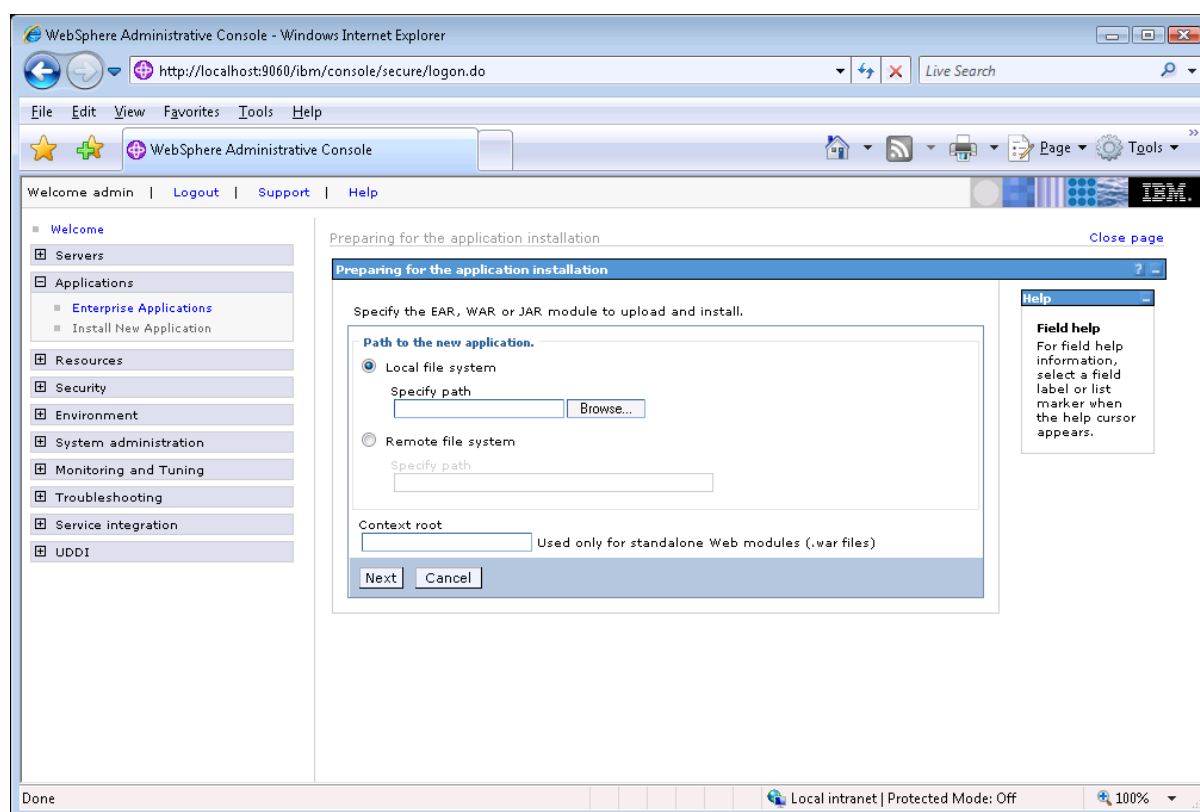 WebSphere Administrative Console - Windows Internet Explorer
http://localhost:9060/ibm/console/secure/logon.do
Live Search
File Edit View Favorites Tools Help
WebSphere Administrative Console
Page Tools
Welcome admin | Logout | Support | Help
IBM.
Welcome
Servers
Applications
Enterprise Applications
Install New Application
Resources
Security
Environment
System administration
Monitoring and Tuning
Troubleshooting
Service integration
UDDI
Preparing for the application installation
Close page
Preparing for the application installation
? -
Specify the EAR, WAR or JAR module to upload and install.
Path to the new application.
Local file system
Specify path
Browse...
Remote file system
Specify path
Context root
Used only for standalone Web modules (.war files)
Next Cancel
Help
Field help
For field help
information,
select a field
label or list
marker when
the help cursor
appears.
Done
Local intranet | Protected Mode: Off
100%